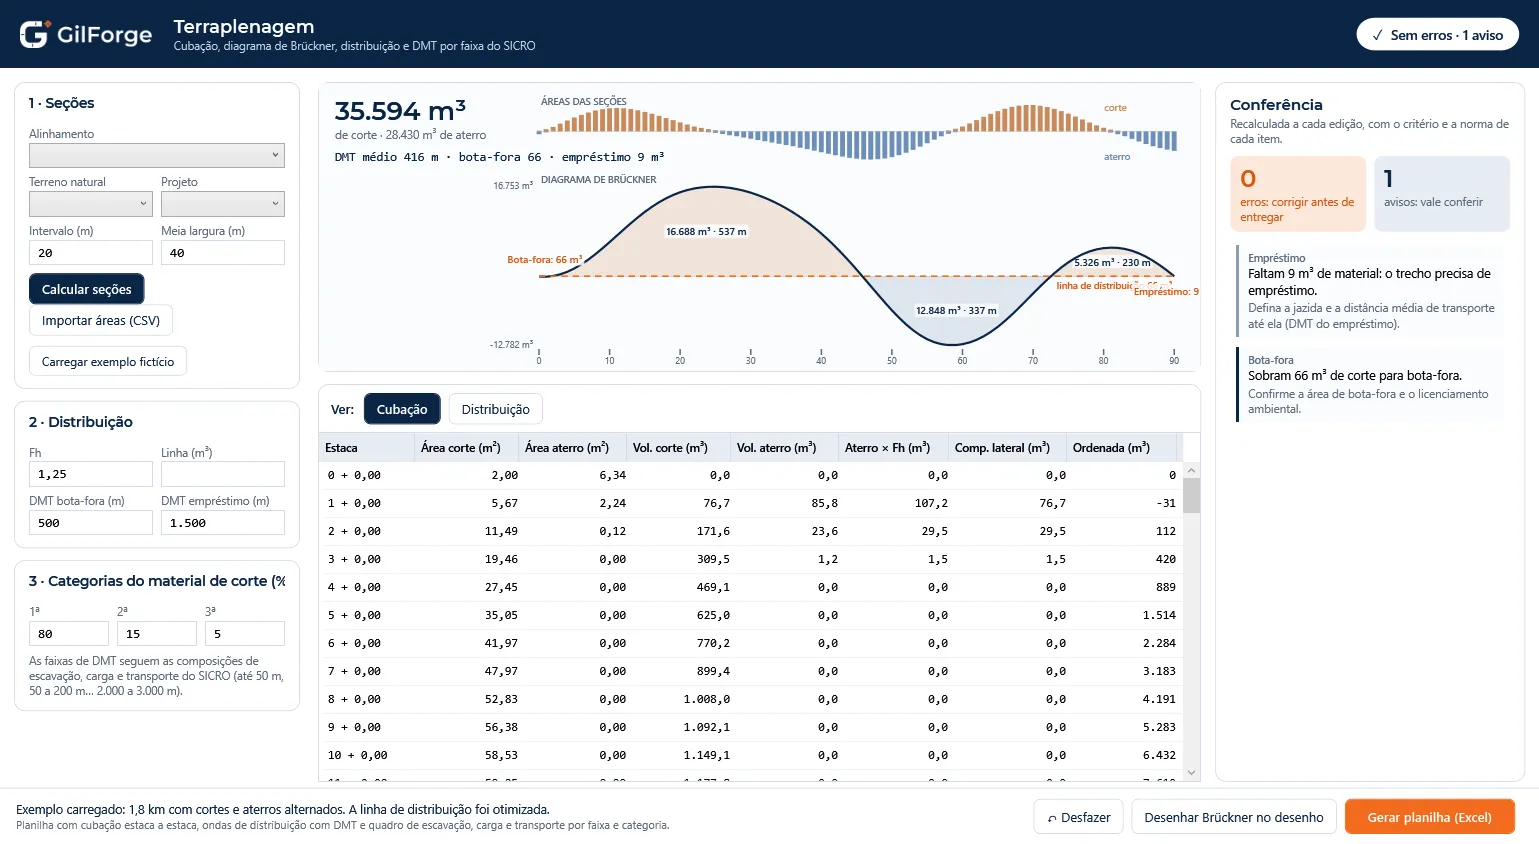 GilForge
Terraplenagem
Cubação, diagrama de Brückner, distribuição e DMT por faixa do SICRO
✓ Sem erros · 1 aviso
1 · Seções
Alinhamento
Terreno natural Projeto
Intervalo (m) Meia largura (m)
20 40
Calcular seções
Importar áreas (CSV)
Carregar exemplo fictício
2 · Distribuição
Fh Linha (m³)
1,25
DMT bota-fora (m) DMT empréstimo (m)
500 1.500
3 · Categorias do material de corte (%
1ª 2ª 3ª
80 15 5
As faixas de DMT seguem as composições de
escavação, carga e transporte do SICRO (até 50 m,
50 a 200 m... 2.000 a 3.000 m).
35.594 m³
de corte · 28.430 m³ de aterro
DMT médio 416 m · bota-fora 66 · empréstimo 9 m³
ÁREAS DAS SEÇÕES
corte
aterro
DIAGRAMA DE BRÜCKNER
16.753 m³
16.688 m³ · 537 m
Bota-fora: 66 m³
5.326 m³ · 230 m
linha de distribuiç
Empréstimo: 9
12.848 m³ · 337 m
-12.782 m³
0 10 20 30 40 50 60 70 80 90
Ver: Cubação Distribuição
Estaca Área corte (m²) Área aterro (m²) Vol. corte (m³) Vol. aterro (m³) Aterro × Fh (m³) Comp. lateral (m³) Ordenada (m³)
0 + 0,00 2,00 6,34 0,0 0,0 0,0 0,0 0
1 + 0,00 5,67 2,24 76,7 85,8 107,2 76,7 -31
2 + 0,00 11,49 0,12 171,6 23,6 29,5 29,5 112
3 + 0,00 19,46 0,00 309,5 1,2 1,5 1,5 420
4 + 0,00 27,45 0,00 469,1 0,0 0,0 0,0 889
5 + 0,00 35,05 0,00 625,0 0,0 0,0 0,0 1.514
6 + 0,00 41,97 0,00 770,2 0,0 0,0 0,0 2.284
7 + 0,00 47,97 0,00 899,4 0,0 0,0 0,0 3.183
8 + 0,00 52,83 0,00 1.008,0 0,0 0,0 0,0 4.191
9 + 0,00 56,38 0,00 1.092,1 0,0 0,0 0,0 5.283
10 + 0,00 58,53 0,00 1.149,1 0,0 0,0 0,0 6.432
Conferência
Recalculada a cada edição, com o critério e a norma de
cada item.
0
erros: corrigir antes de
entregar
1
avisos: vale conferir
Empréstimo
Faltam 9 m³ de material: o trecho precisa de
empréstimo.
Defina a jazida e a distância média de transporte
até ela (DMT do empréstimo).
Bota-fora
Sobram 66 m³ de corte para bota-fora.
Confirme a área de bota-fora e o licenciamento
ambiental.
Exemplo carregado: 1,8 km com cortes e aterros alternados. A linha de distribuição foi otimizada.
Planilha com cubação estaca a estaca, ondas de distribuição com DMT e quadro de escavação, carga e transporte por faixa e categoria.
Desfazer
Desenhar Brückner no desenho
Gerar planilha (Excel)